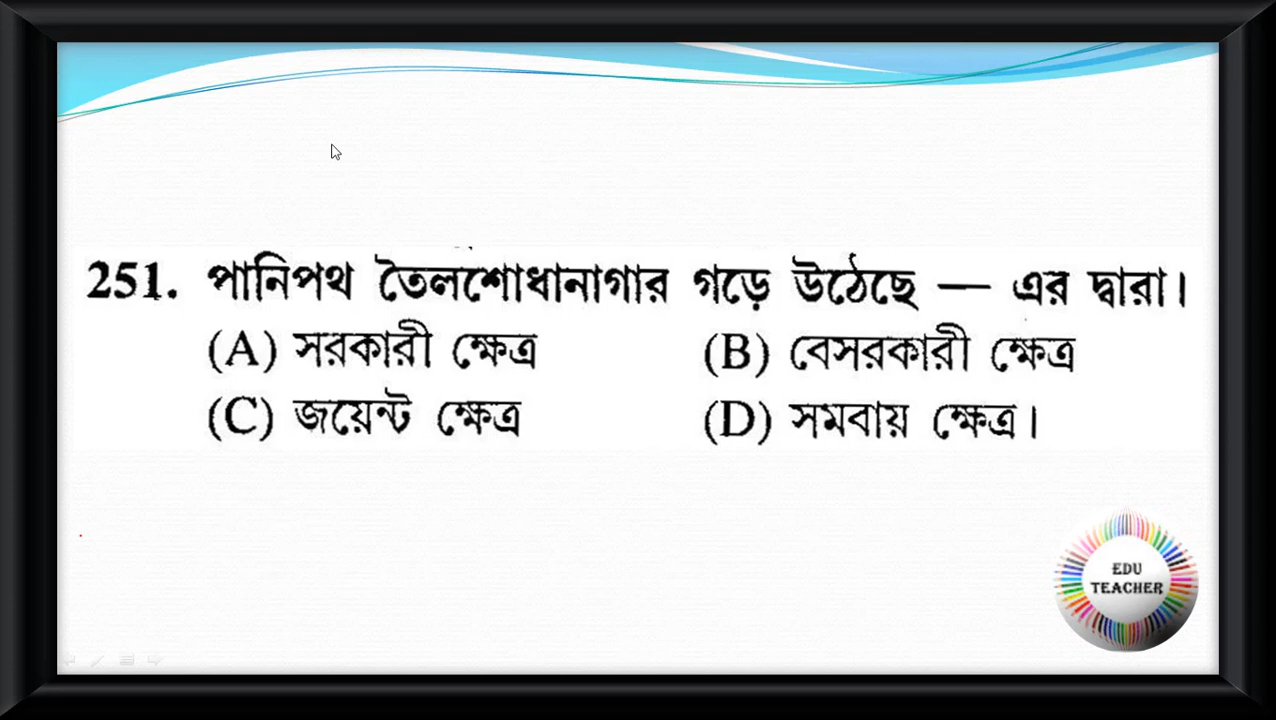 251. পানিপথ তৈলশোধানাগার গড়ে উঠেছে — এর দ্বারা।
(A) সরকারী ক্ষেত্র (B) বেসরকারী ক্ষেত্র
(C) জয়েন্ট ক্ষেত্র (D) সমবায় ক্ষেত্র।
EDU
TEACHER